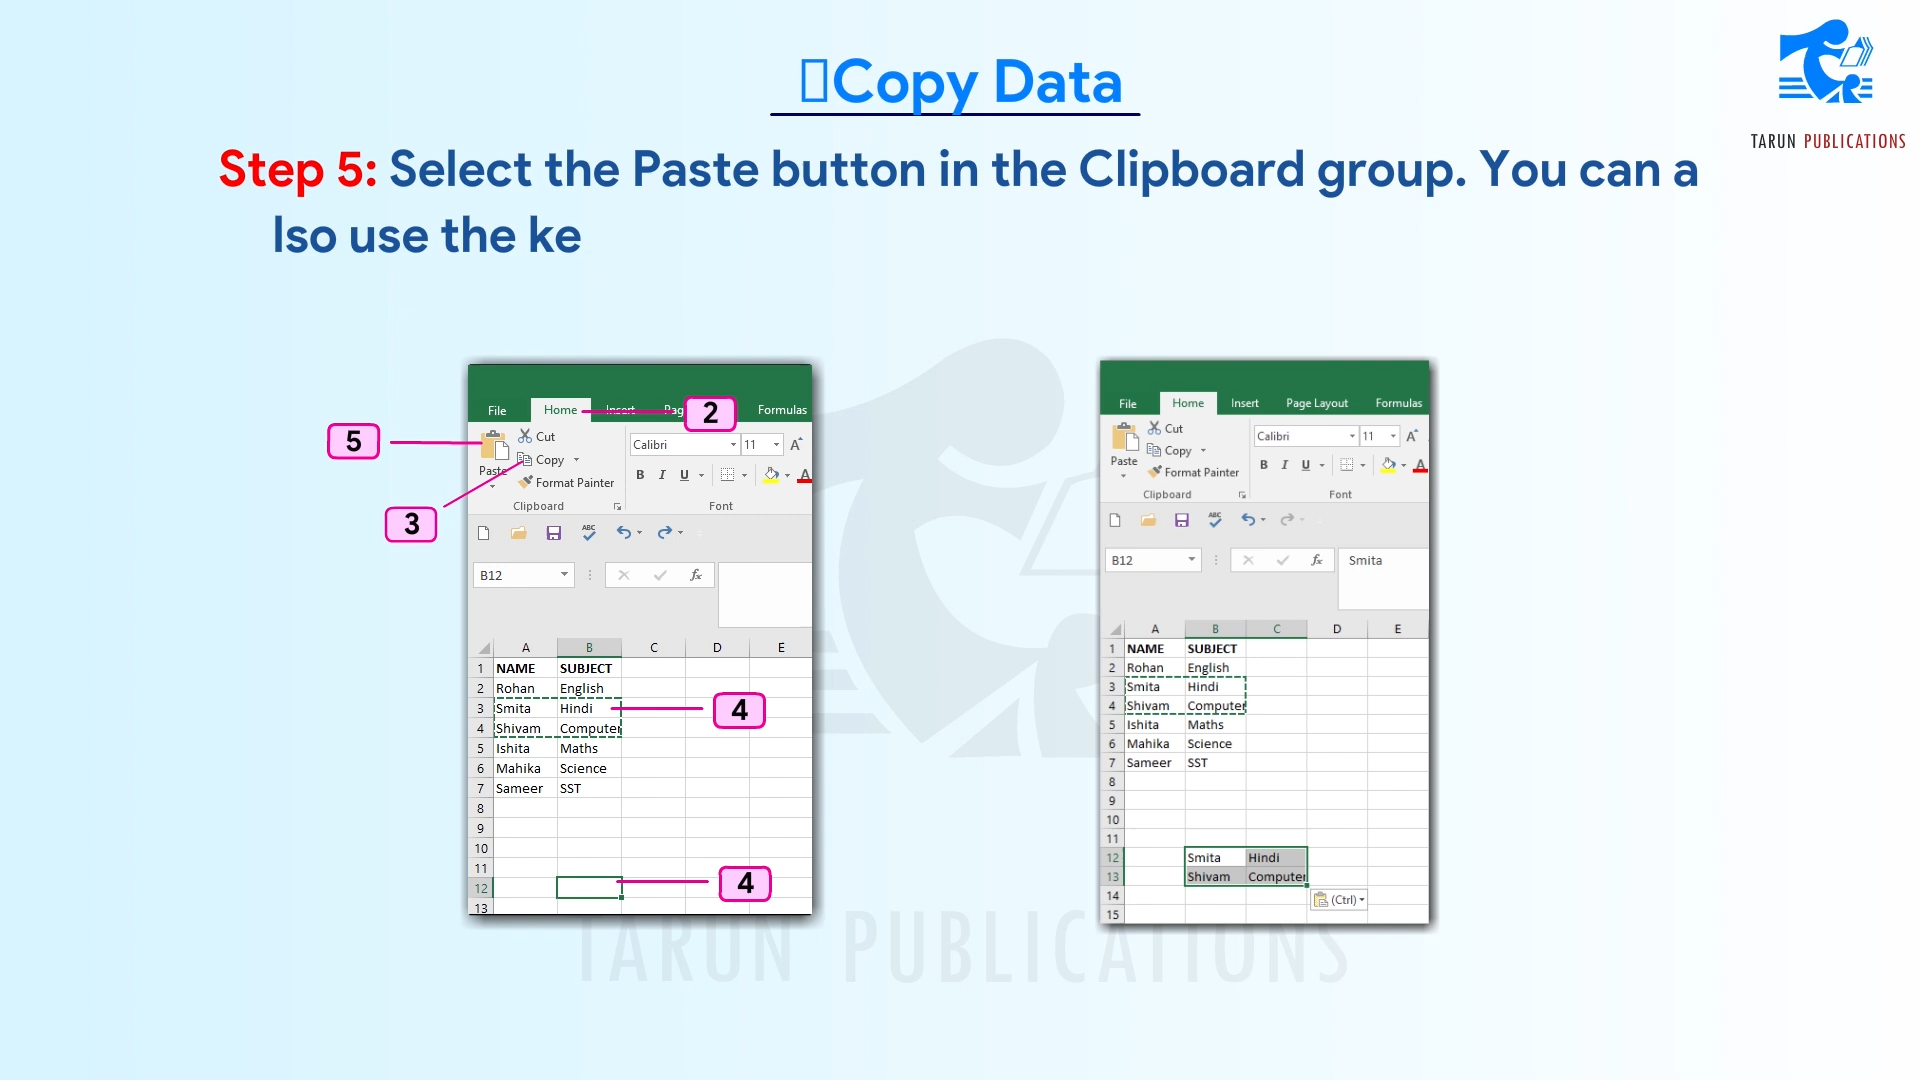 Copy Data
TARUN PUBLICATIONS
Step 5: Select the Paste button in the Clipboard group. You can a
lso use the ke
File Home Insert Pag Formulas
2
5
Cut
Copy
Paste
Format Painter
Calibri 11 A
B I U A
Clipboard Font
3
ABC
B12 fx
A B C D E
1 NAME SUBJECT
2 Rohan English
3 Smita Hindi
4
4 Shivam Computer
5 Ishita Maths
6 Mahika Science
7 Sameer SST
8
9
10
11
12
4
13
File Home Insert Page Layout Formulas
Cut
Copy
Paste
Format Painter
Calibri 11 A
B I U A
Clipboard Font
ABC
B12 fx Smita
A B C D E
1 NAME SUBJECT
2 Rohan English
3 Smita Hindi
4 Shivam Computer
5 Ishita Maths
6 Mahika Science
7 Sameer SST
8
9
10
11
12 Smita Hindi
13 Shivam Computer
14 (Ctrl)
15
TARUN PUBLICATIONS